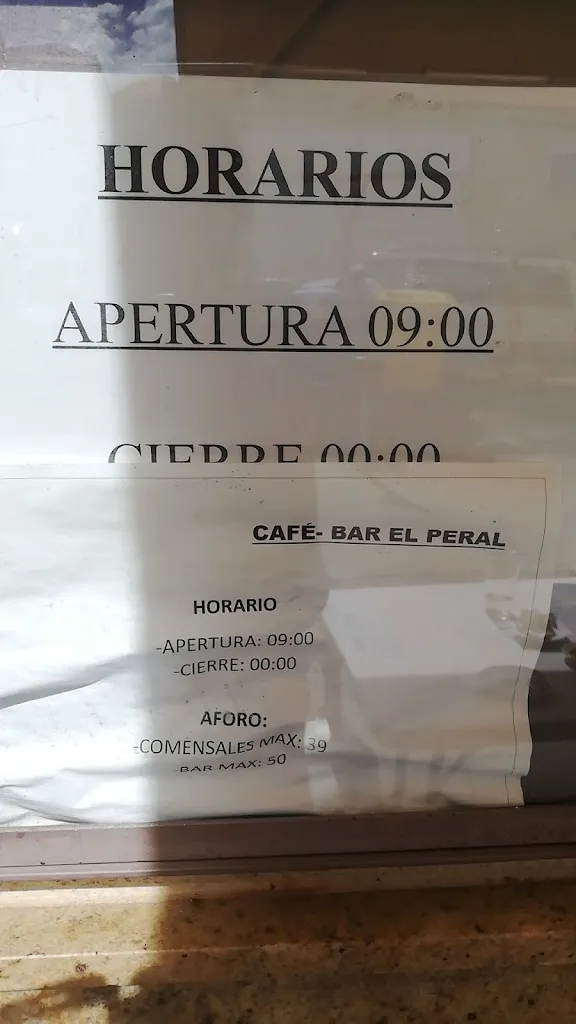 HORARIOS
APERTURA 09:00
CIERRE 00:00
CAFÉ- BAR EL PERAL
HORARIO
-APERTURA: 09:00
-CIERRE: 00:00
AFORO:
-COMENSALES MAX: 39
BAR MAX: 50